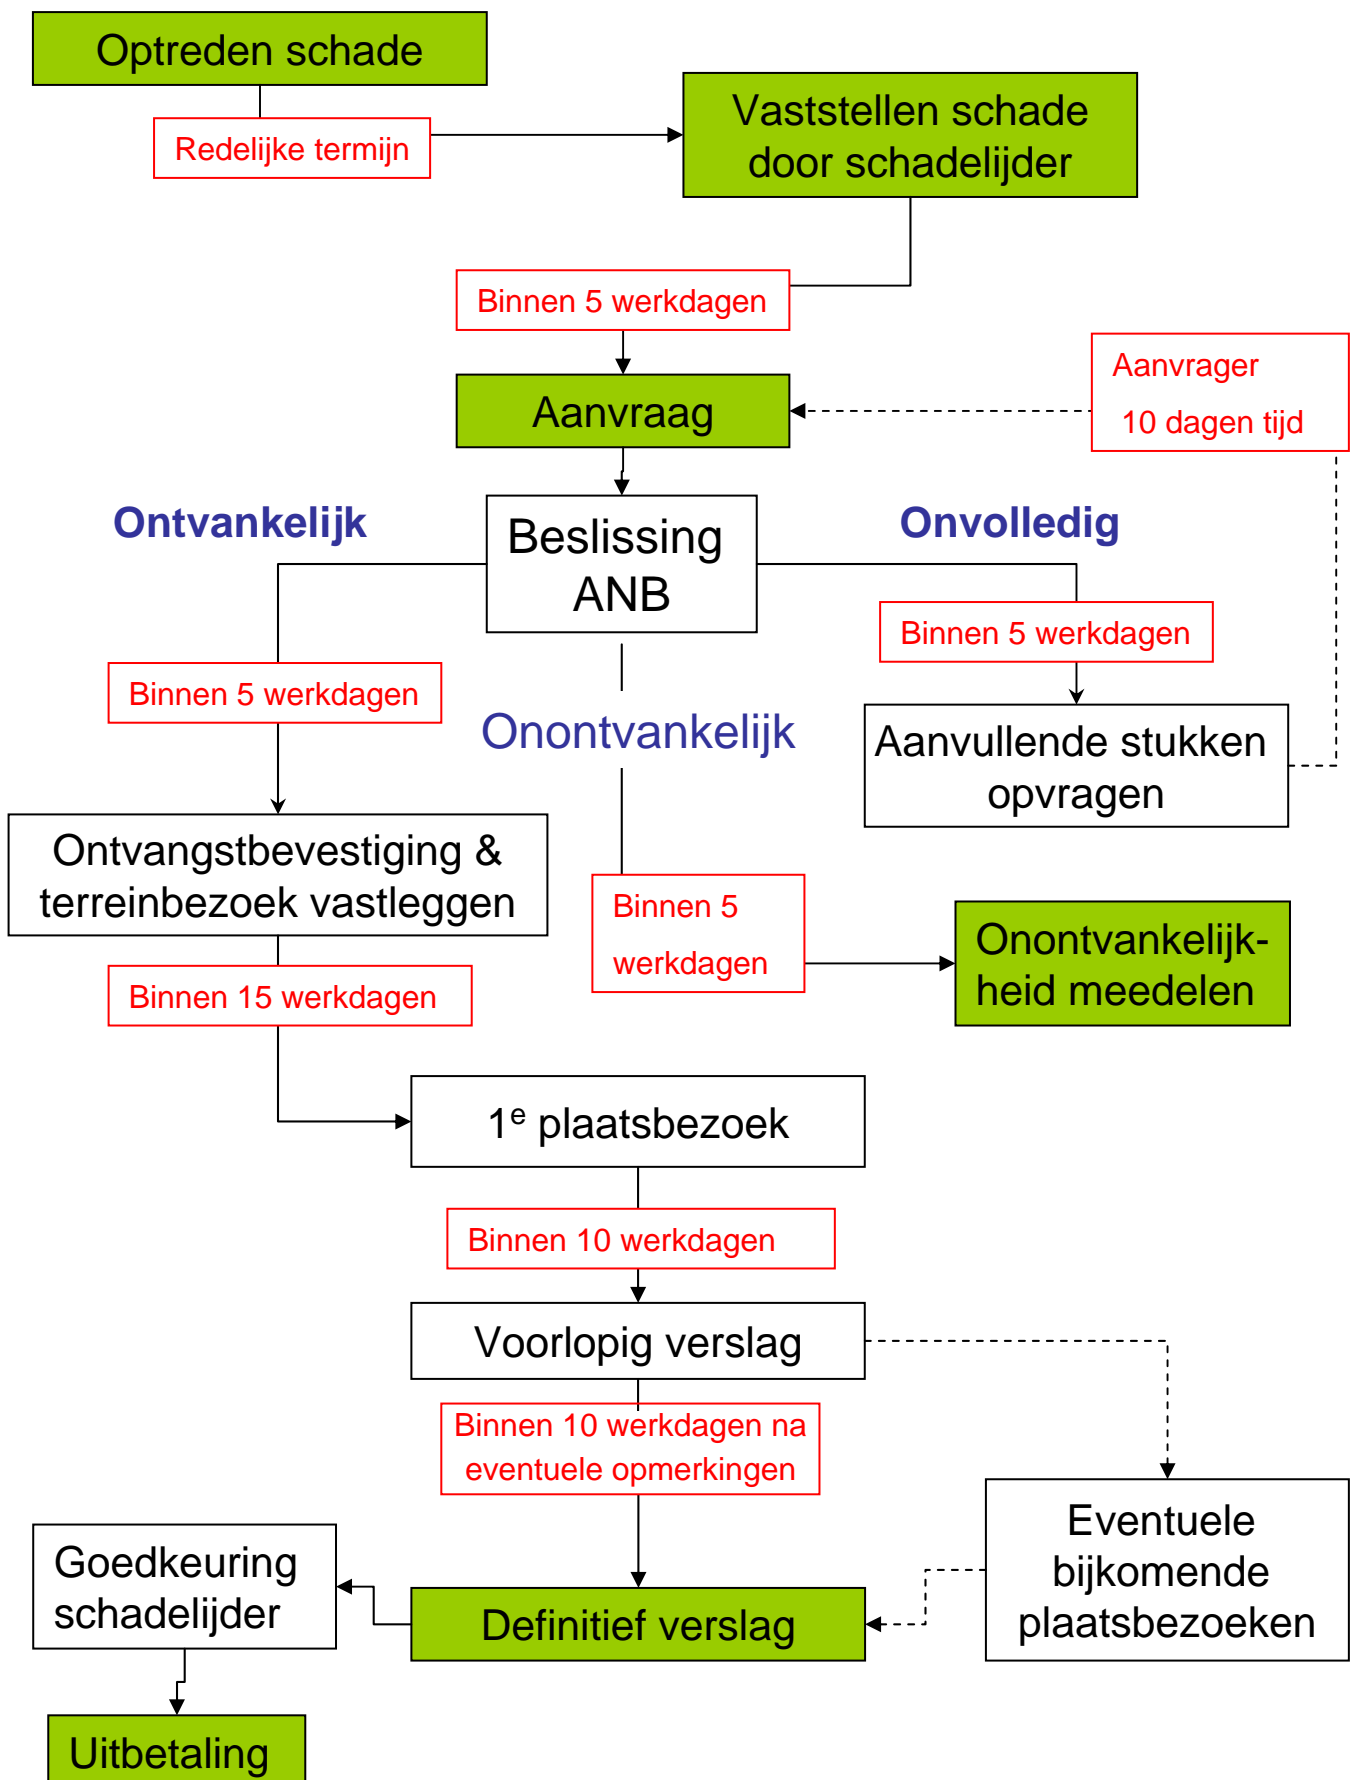 Optreden schade
Redelijke termijn
Vaststellen schade
door schadelijder
Binnen 5 werkdagen
Aanvraag
Aanvrager
10 dagen tijd
Ontvankelijk
Beslissing
ANB
Onvolledig
Binnen 5 werkdagen
Binnen 5 werkdagen
Onontvankelijk
Aanvullende stukken
opvragen
Ontvangstbevestiging &
terreinbezoek vastleggen
Binnen 5
werkdagen
Onontvankelijk-
heid meedelen
Binnen 15 werkdagen
1e plaatsbezoek
Binnen 10 werkdagen
Voorlopig verslag
Binnen 10 werkdagen na
eventuele opmerkingen
Eventuele
bijkomende
plaatsbezoeken
Goedkeuring
schadelijder
Definitief verslag
Uitbetaling